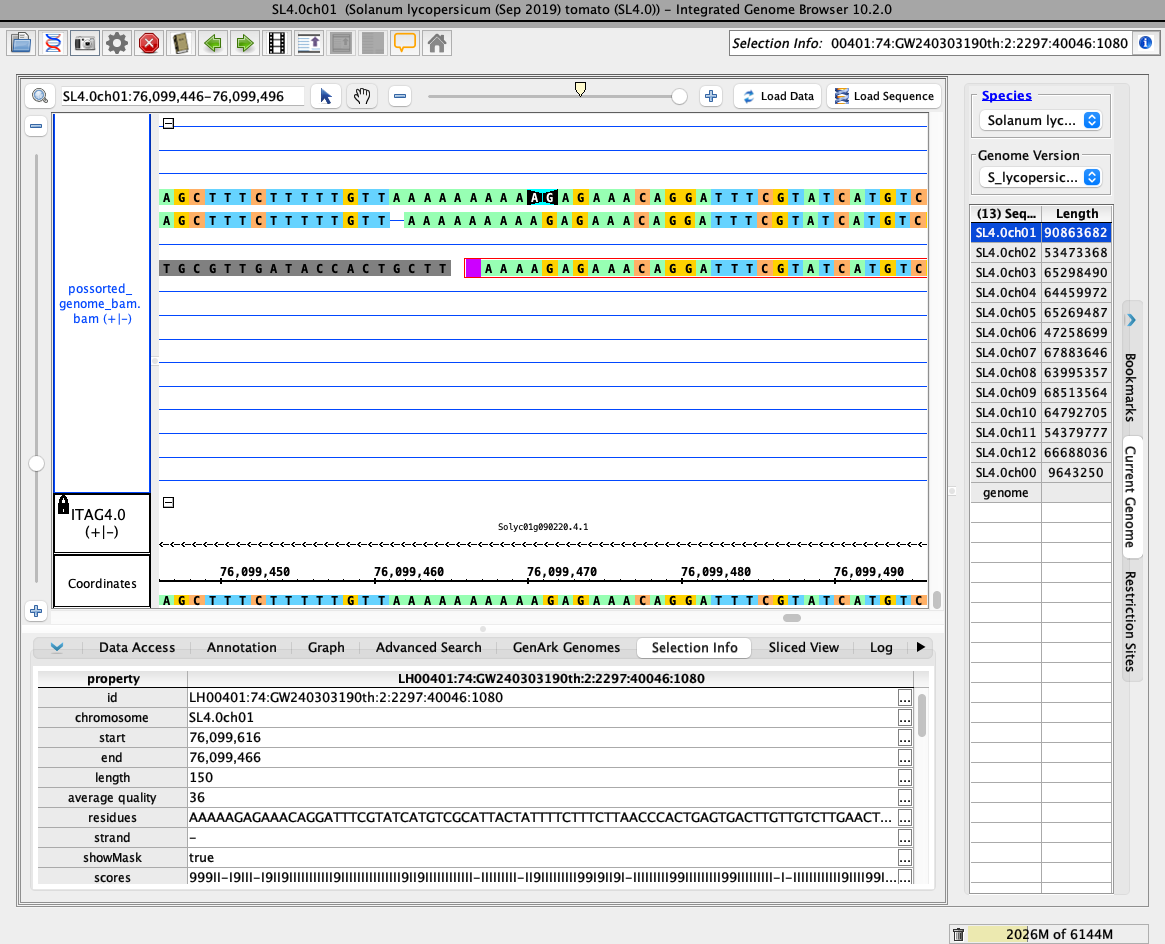 SL4.0ch01 (Solanum lycopersicum (Sep 2019) tomato (SL4.0)) - Integrated Genome Browser 10.2.0
Selection Info: 00401:74:GW240303190th:2:2297:40046:1080
SL4.0ch01:76,099,446-76,099,496
Load Data
Load Sequence
A G C T T T C T T T T T G T T A A A A A A A A A A G A G A A A C A G G A T T T C G T A T C A T G T C
A G C T T T C T T T T T G T T A A A A A A A A A G A G A A A C A G G A T T T C G T A T C A T G T C
T G C G T T G A T A C C A C T G C T T A A A A G A G A A A C A G G A T T T C G T A T C A T G T C
possorted_
genome_bam.
bam (+|-)
ITAG4.0
(+|-)
Solyc01g090220.4.1
Coordinates
76,099,450 76,099,460 76,099,470 76,099,480 76,099,490
A G C T T T C T T T T T G T T A A A A A A A A A A G A G A A A C A G G A T T T C G T A T C A T G T C
Data Access Annotation Graph Advanced Search GenArk Genomes Selection Info Sliced View Log
property LH00401:74:GW240303190th:2:2297:40046:1080
id LH00401:74:GW240303190th:2:2297:40046:1080 ...
chromosome SL4.0ch01 ...
start 76,099,616 ...
end 76,099,466 ...
length 150 ...
average quality 36 ...
residues AAAAAGAGAAACAGGATTTCGTATCATGTCGCATTACTATTTTCTTTCTTAACCCACTGAGTGACTTGTTGTCTTGAACT... ...
strand - ...
showMask true ...
scores
Species
Solanum lyc...
Genome Version
S_lycopersic...
(13) Seq... Length
SL4.0ch01 90863682
SL4.0ch02 53473368
SL4.0ch03 65298490
SL4.0ch04 64459972
SL4.0ch05 65269487
SL4.0ch06 47258699
SL4.0ch07 67883646
SL4.0ch08 63995357
SL4.0ch09 68513564
SL4.0ch10 64792705
SL4.0ch11 54379777
SL4.0ch12 66688036
SL4.0ch00 9643250
genome
Bookmarks
Current Genome
Restriction Sites
2026M of 6144M